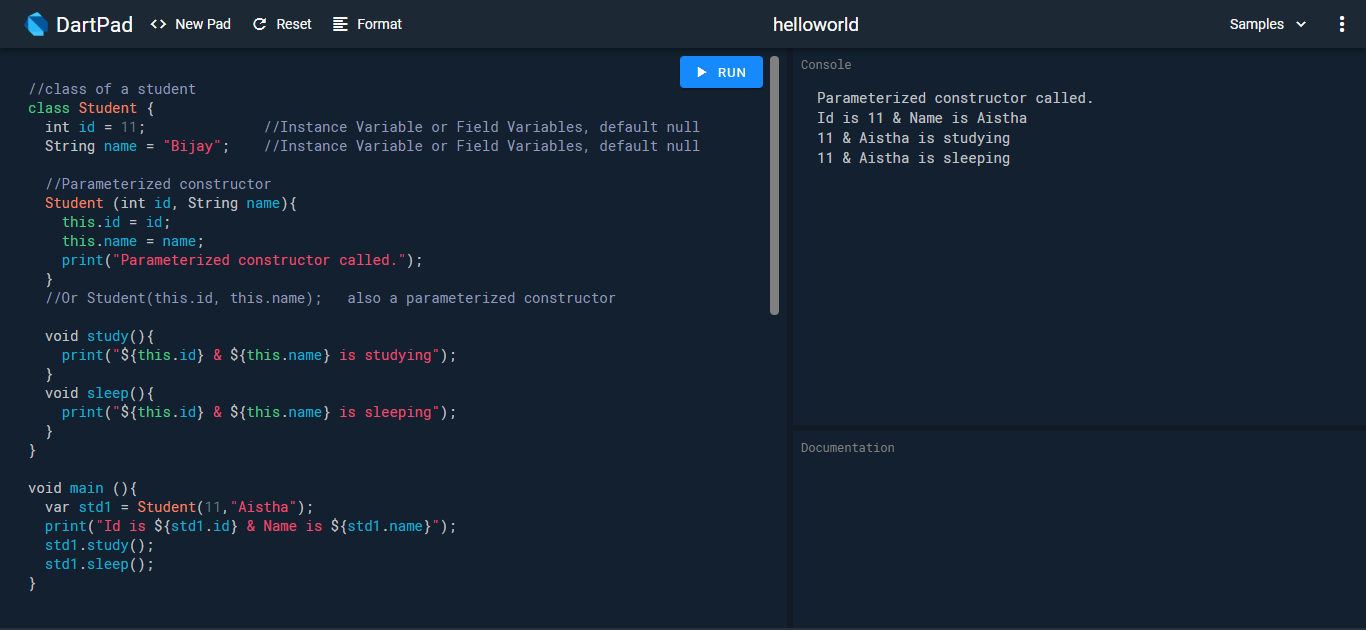 DartPad <> New Pad Reset Format helloworld Samples
RUN
//class of a student
class Student {
  int id = 11;              //Instance Variable or Field Variables, default null
  String name = "Bijay";    //Instance Variable or Field Variables, default null
  //Parameterized constructor
  Student (int id, String name){
    this.id = id;
    this.name = name;
    print("Parameterized constructor called.");
  }
  //Or Student(this.id, this.name);   also a parameterized constructor
  void study(){
    print("${this.id} & ${this.name} is studying");
  }
  void sleep(){
    print("${this.id} & ${this.name} is sleeping");
  }
}
void main (){
  var std1 = Student(11,"Aistha");
  print("Id is ${std1.id} & Name is ${std1.name}");
  std1.study();
  std1.sleep();
}
Console
Parameterized constructor called.
Id is 11 & Name is Aistha
11 & Aistha is studying
11 & Aistha is sleeping
Documentation